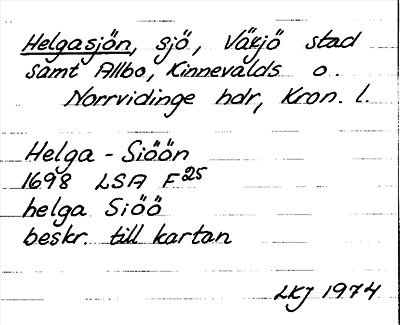 Helgasjön, sjö, Växjö stad
samt Allbo, Kinnevalds o.
Norrvidinge hdr, Kron. l.
Helga - Siöön
1698 LSA F25
helga Siöö
beskr. till kartan
LKJ 1974